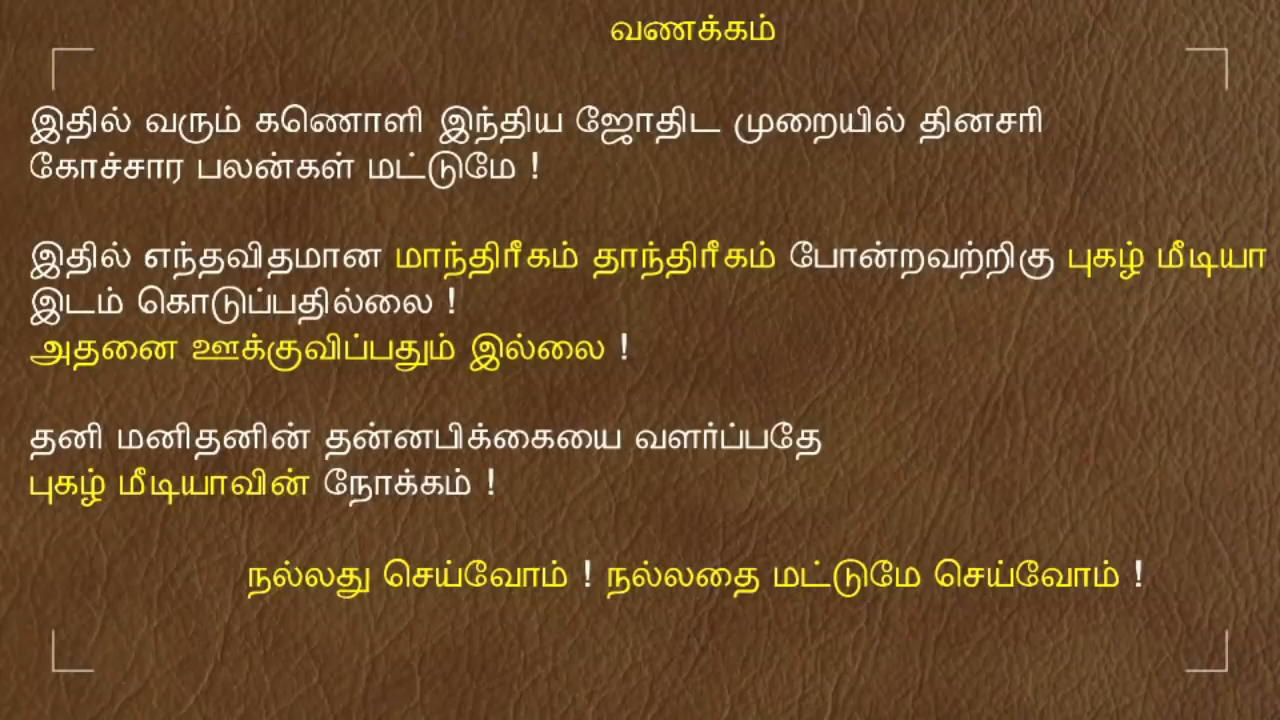 வணக்கம்
இதில் வரும் கணொளி இந்திய ஜோதிட முறையில் தினசரி
கோச்சார பலன்கள் மட்டுமே !
இதில் எந்தவிதமான மாந்திரீகம் தாந்திரீகம் போன்றவற்றிகு புகழ் மீடியா
இடம் கொடுப்பதில்லை !
அதனை ஊக்குவிப்பதும் இல்லை !
தனி மனிதனின் தன்னபிக்கையை வளர்ப்பதே
புகழ் மீடியாவின் நோக்கம் !
நல்லது செய்வோம் ! நல்லதை மட்டுமே செய்வோம் !